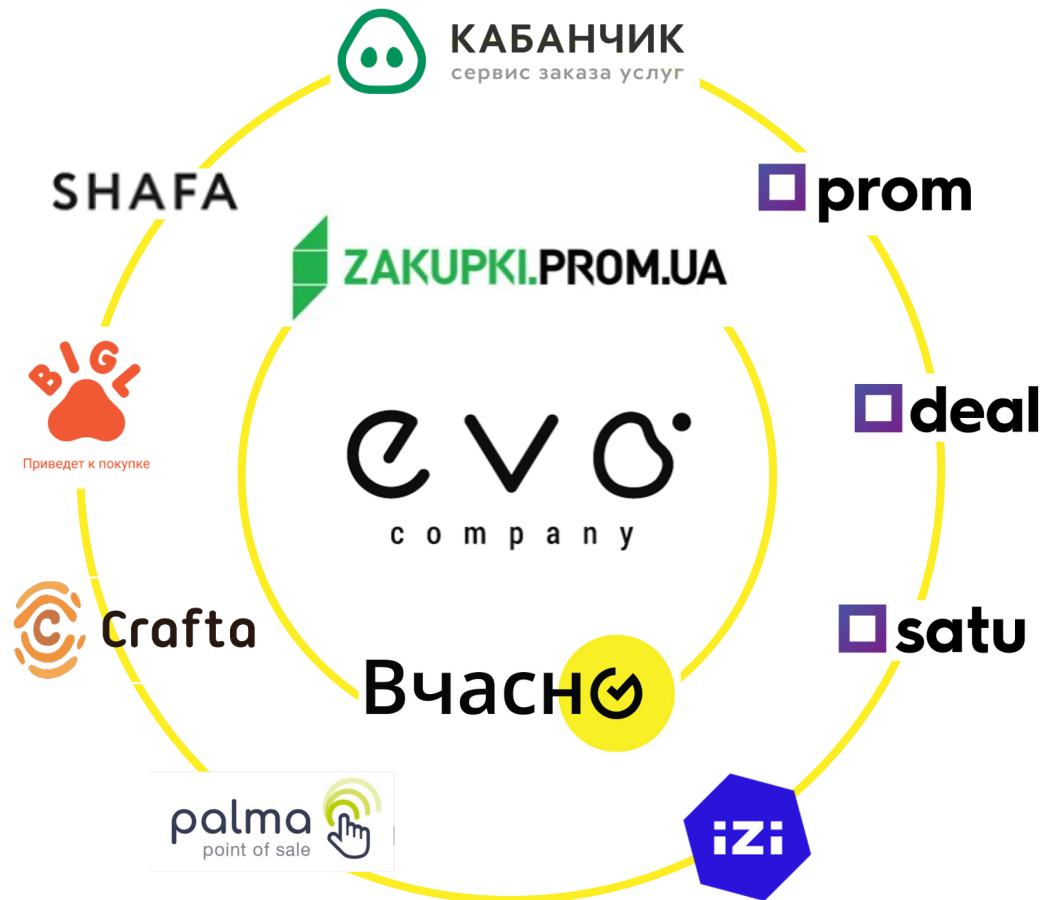 КАБАНЧИК
сервис заказа услуг
SHAFA
prom
ZAKUPKI.PROM.UA
BIGL
Приведет к покупке
deal
evo
company
Crafta
satu
Вчасно
palma
point of sale
izi